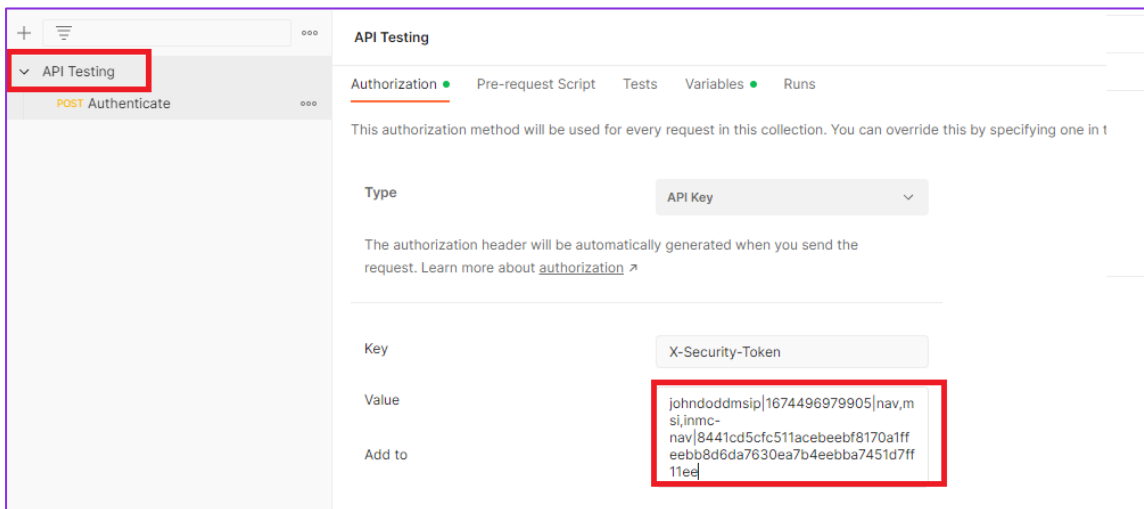 API Testing
API Testing
POST Authenticate
Authorization
Pre-request Script
Tests
Variables
Runs
This authorization method will be used for every request in this collection. You can override this by specifying one in t
Type
API Key
The authorization header will be automatically generated when you send the
request. Learn more about authorization ↗
Key
X-Security-Token
Value
johndoddmsip|1674496979905|nav,m
si,inmc-
nav|8441cd5cfc511acebeebf8170a1ff
eebb8d6da7630ea7b4eebba7451d7ff
11ee
Add to